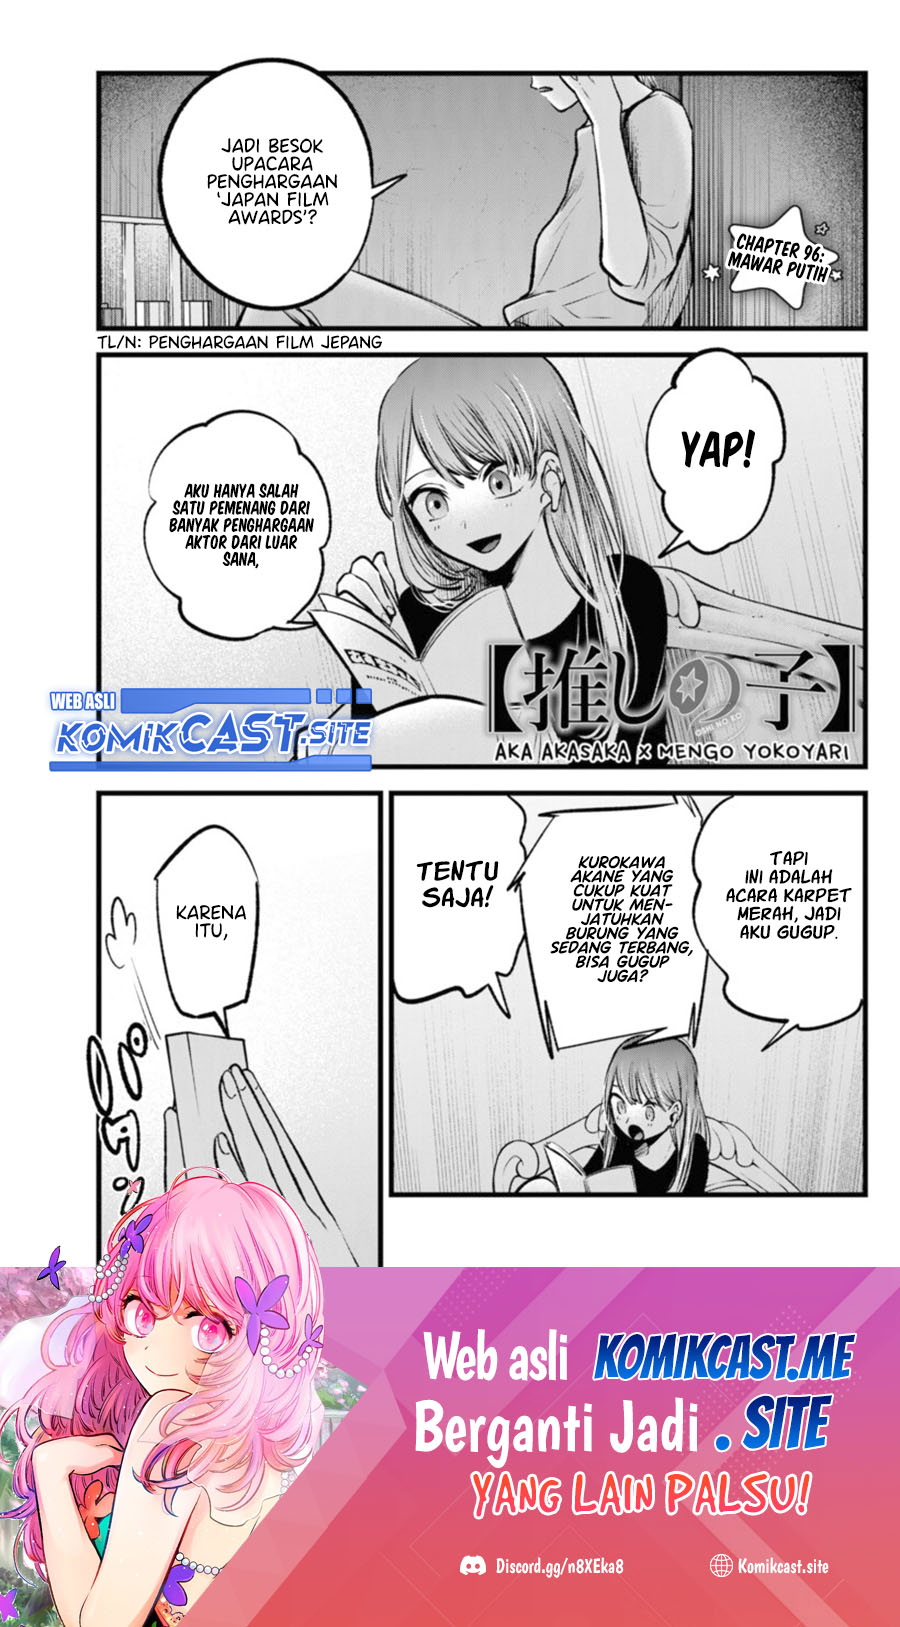 JADI BESOK
UPACARA
PENGHARGAAN
'JAPAN FILM
AWARDS'?
CHAPTER 96:
MAWAR PUTIH
TL/N: PENGHARGAAN FILM JEPANG
YAP!
AKU HANYA SALAH
SATU PEMENANG DARI
BANYAK PENGHARGAAN
AKTOR DARI LUAR
SANA,
【推しの子】
OSHI NO KO
AKA AKASAKA x MENGO YOKOYARI
WEB ASLI
KOMIKCAST.SITE
TAPI
INI ADALAH
ACARA KARPET
MERAH, JADI
AKU GUGUP.
KUROKAWA
AKANE YANG
CUKUP KUAT
UNTUK MEN-
JATUHKAN
BURUNG YANG
SEDANG TERBANG,
BISA GUGUP
JUGA?
TENTU
SAJA!
KARENA
ITU,
Web asli KOMIKCAST.ME
Berganti Jadi .SITE
YANG LAIN PALSU!
Discord.gg/n8XEka8
Komikcast.site